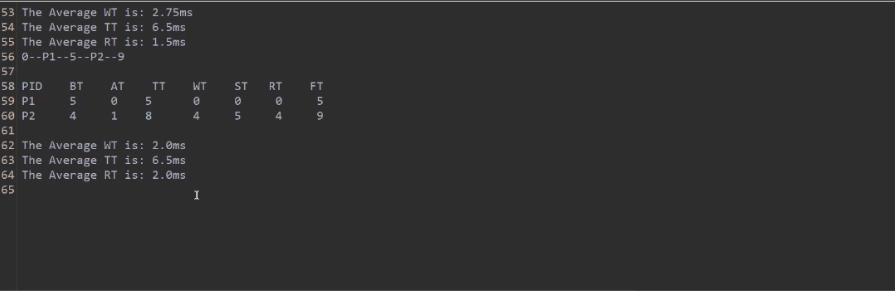 53 The Average WT is: 2.75ms
54 The Average TT is: 6.5ms
55 The Average RT is: 1.5ms
56 0--P1--5--P2--9
57
58 PID BT AT TT WT ST RT FT
59 P1 5 0 5 0 0 0 5
60 P2 4 1 8 4 5 4 9
61
62 The Average WT is: 2.0ms
63 The Average TT is: 6.5ms
64 The Average RT is: 2.0ms
65